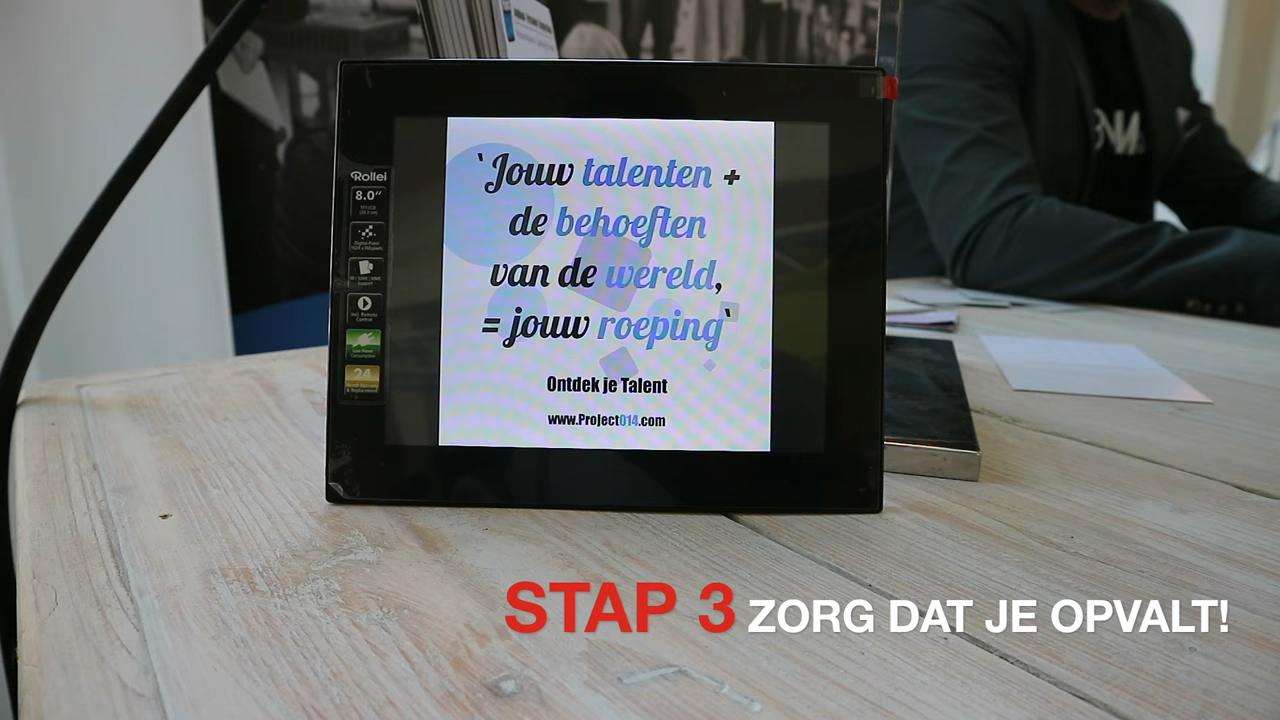 Rollei
8.0"
`Jouw talenten +
de behoeften
van de wereld,
= jouw roeping`
Ontdek je Talent
www.Project014.com
24
STAP 3 ZORG DAT JE OPVALT!